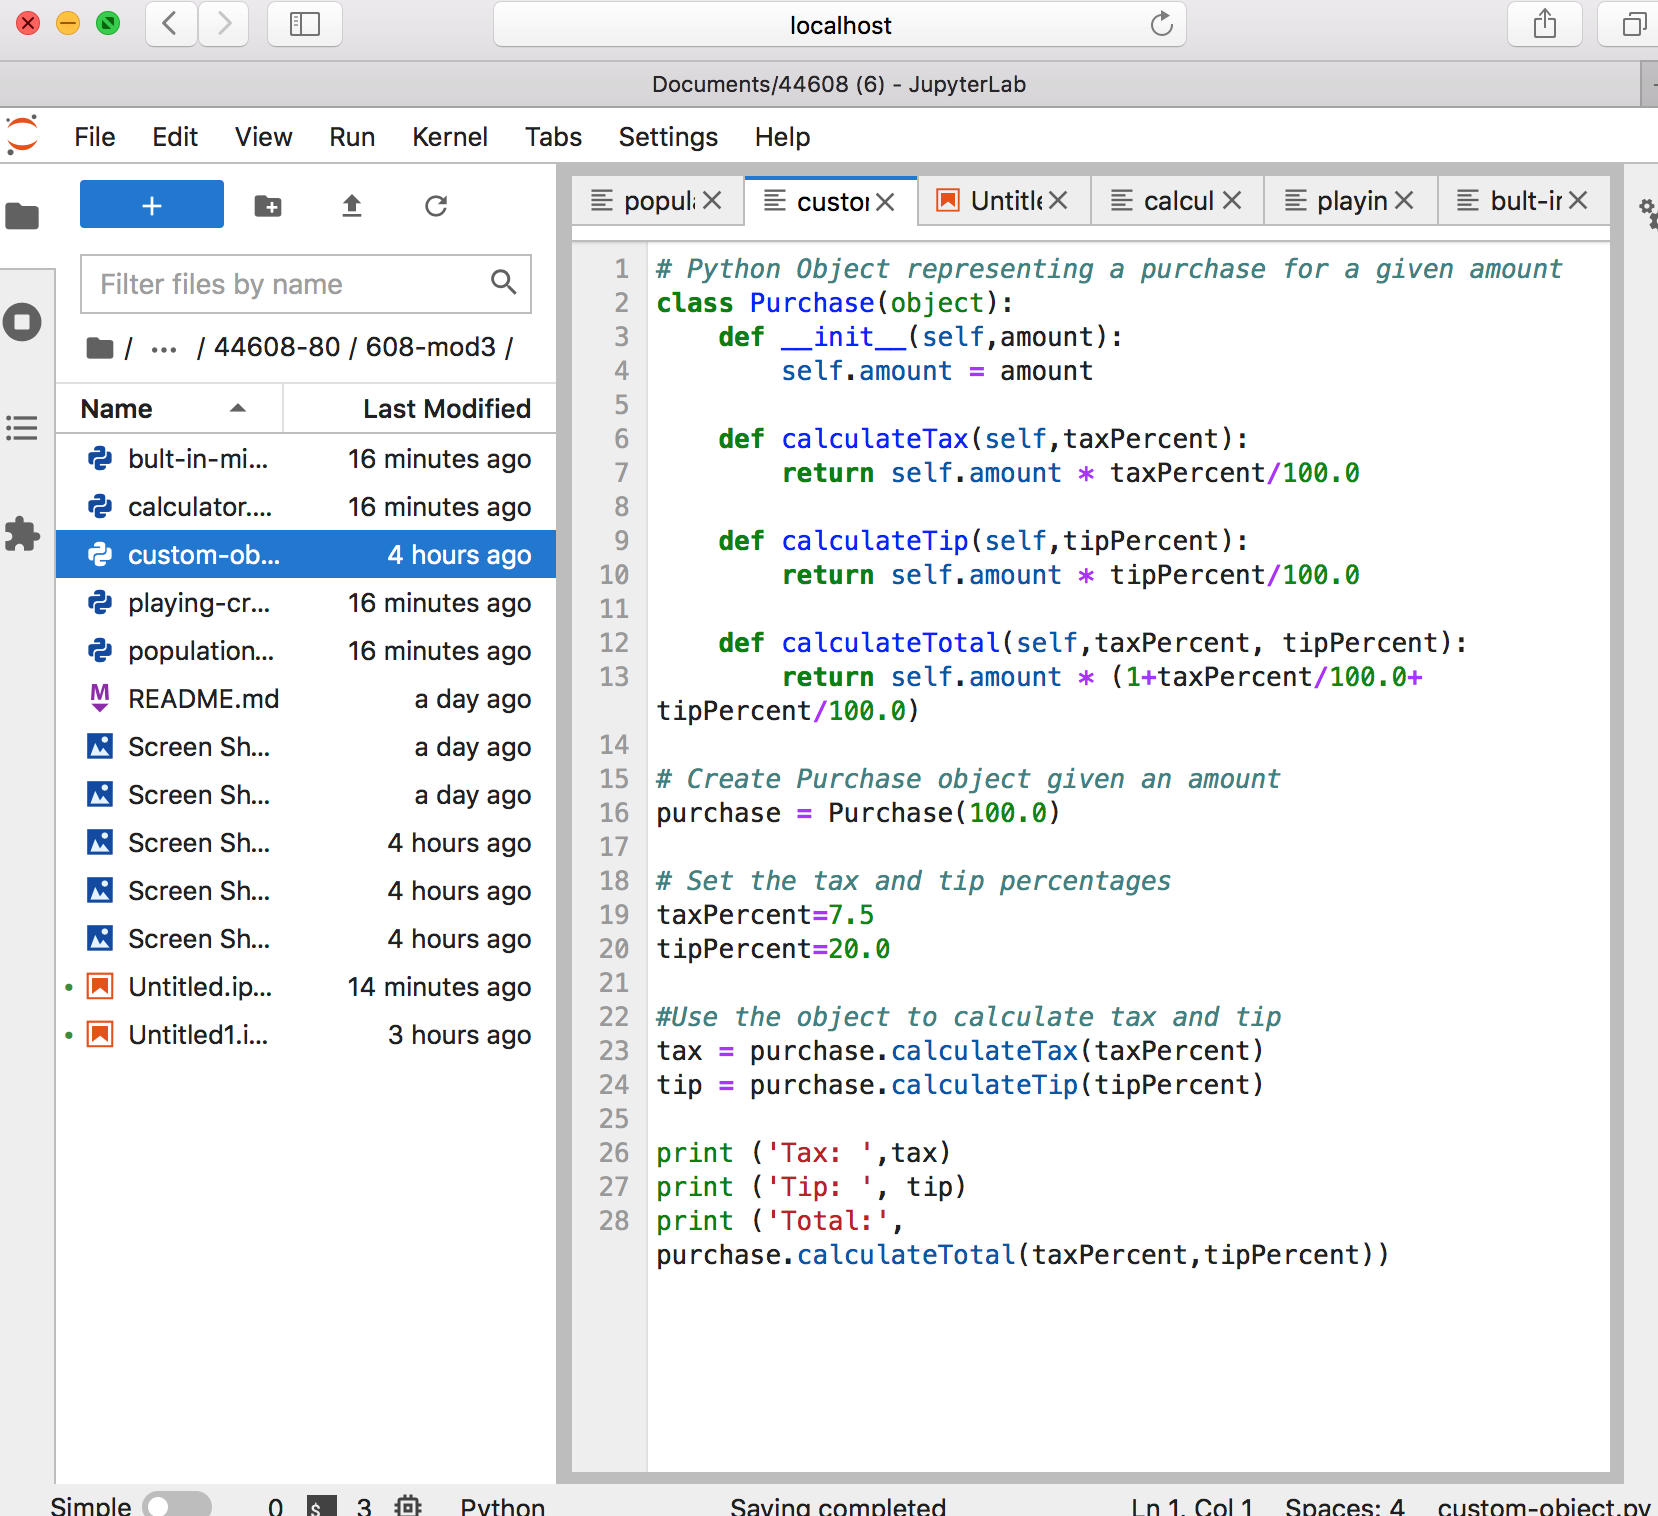 localhost
Documents/44608 (6) - JupyterLab
File Edit View Run Kernel Tabs Settings Help
+
Filter files by name
/ ... / 44608-80 / 608-mod3 /
Name Last Modified
bult-in-mi... 16 minutes ago
calculator.... 16 minutes ago
custom-ob... 4 hours ago
playing-cr... 16 minutes ago
population... 16 minutes ago
README.md a day ago
Screen Sh... a day ago
Screen Sh... a day ago
Screen Sh... 4 hours ago
Screen Sh... 4 hours ago
Screen Sh... 4 hours ago
Untitled.ip... 14 minutes ago
Untitled1.i... 3 hours ago
popula custor Untitle calcul playin bult-ir
1 # Python Object representing a purchase for a given amount
2 class Purchase(object):
3     def __init__(self,amount):
4         self.amount = amount
5
6     def calculateTax(self,taxPercent):
7         return self.amount * taxPercent/100.0
8
9     def calculateTip(self,tipPercent):
10         return self.amount * tipPercent/100.0
11
12     def calculateTotal(self,taxPercent, tipPercent):
13         return self.amount * (1+taxPercent/100.0+
tipPercent/100.0)
14
15 # Create Purchase object given an amount
16 purchase = Purchase(100.0)
17
18 # Set the tax and tip percentages
19 taxPercent=7.5
20 tipPercent=20.0
21
22 #Use the object to calculate tax and tip
23 tax = purchase.calculateTax(taxPercent)
24 tip = purchase.calculateTip(tipPercent)
25
26 print ('Tax: ',tax)
27 print ('Tip: ', tip)
28 print ('Total:',
purchase.calculateTotal(taxPercent,tipPercent))
Simple 0 $ 3 Python Saving completed Ln 1, Col 1 Spaces: 4 custom-object.py